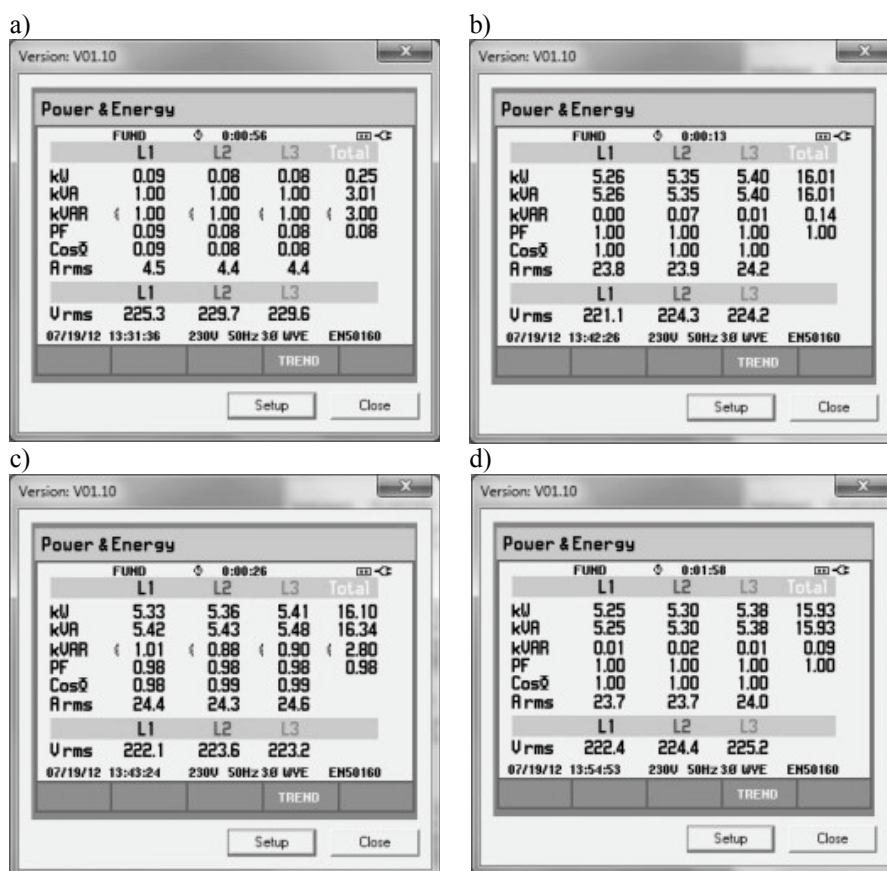 a)
Version: V01.10
X
Power & Energy
FUND 0:00:56
L1 L2 L3 Total
kW 0.09 0.08 0.08 0.25
kVA 1.00 1.00 1.00 3.01
kVAR 1.00 1.00 1.00 3.00
PF 0.09 0.08 0.08 0.08
CosΦ 0.09 0.08 0.08
A rms 4.5 4.4 4.4
L1 L2 L3
V rms 225.3 229.7 229.6
07/19/12 13:31:36 230V 50Hz 3Ø WYE EN50160
TREND
Setup Close
b)
Version: V01.10
X
Power & Energy
FUND 0:00:13
L1 L2 L3 Total
kW 5.26 5.35 5.40 16.01
kVA 5.26 5.35 5.40 16.01
kVAR 0.00 0.07 0.01 0.14
PF 1.00 1.00 1.00 1.00
CosΦ 1.00 1.00 1.00
A rms 23.8 23.9 24.2
L1 L2 L3
V rms 221.1 224.3 224.2
07/19/12 13:42:26 230V 50Hz 3Ø WYE EN50160
TREND
Setup Close
c)
Version: V01.10
X
Power & Energy
FUND 0:00:26
L1 L2 L3 Total
kW 5.33 5.36 5.41 16.10
kVA 5.42 5.43 5.48 16.34
kVAR 1.01 0.88 0.90 2.80
PF 0.98 0.98 0.98 0.98
CosΦ 0.98 0.99 0.99
A rms 24.4 24.3 24.6
L1 L2 L3
V rms 222.1 223.6 223.2
07/19/12 13:43:24 230V 50Hz 3Ø WYE EN50160
TREND
Setup Close
d)
Version: V01.10
X
Power & Energy
FUND 0:01:58
L1 L2 L3 Total
kW 5.25 5.30 5.38 15.93
kVA 5.25 5.30 5.38 15.93
kVAR 0.01 0.02 0.01 0.09
PF 1.00 1.00 1.00 1.00
CosΦ 1.00 1.00 1.00
A rms 23.7 23.7 24.0
L1 L2 L3
V rms 222.4 224.4 225.2
07/19/12 13:54:53 230V 50Hz 3Ø WYE EN50160
TREND
Setup Close